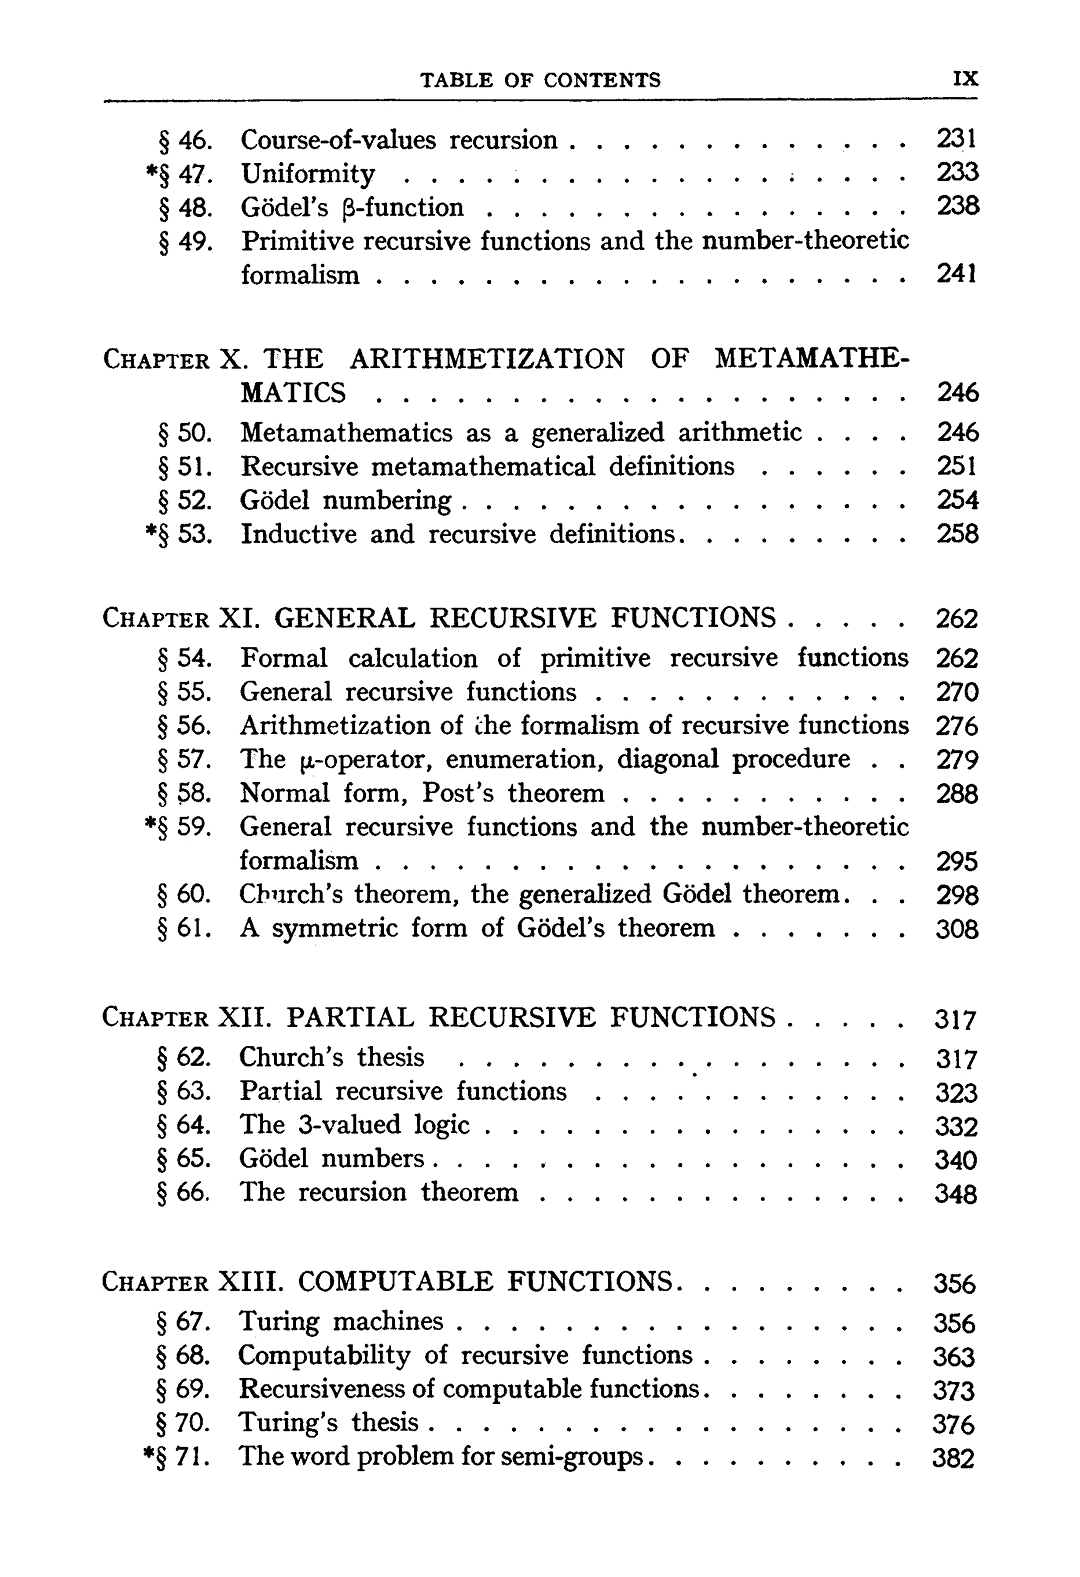 TABLE OF CONTENTS IX
§ 46. Course-of-values recursion . . . . . . . . . . . . . 231
*§ 47. Uniformity . . . . . . . . . . . . . . . . . . . 233
§ 48. Gödel's β-function . . . . . . . . . . . . . . . . 238
§ 49. Primitive recursive functions and the number-theoretic
formalism . . . . . . . . . . . . . . . . . . . . 241
CHAPTER X. THE ARITHMETIZATION OF METAMATHE-
MATICS . . . . . . . . . . . . . . . . . . . . 246
§ 50. Metamathematics as a generalized arithmetic . . . . 246
§ 51. Recursive metamathematical definitions . . . . . . 251
§ 52. Gödel numbering . . . . . . . . . . . . . . . . . 254
*§ 53. Inductive and recursive definitions . . . . . . . . . 258
CHAPTER XI. GENERAL RECURSIVE FUNCTIONS . . . . . 262
§ 54. Formal calculation of primitive recursive functions 262
§ 55. General recursive functions . . . . . . . . . . . . 270
§ 56. Arithmetization of the formalism of recursive functions 276
§ 57. The μ-operator, enumeration, diagonal procedure . . 279
§ 58. Normal form, Post's theorem . . . . . . . . . . . 288
*§ 59. General recursive functions and the number-theoretic
formalism . . . . . . . . . . . . . . . . . . . . 295
§ 60. Church's theorem, the generalized Gödel theorem . . . 298
§ 61. A symmetric form of Gödel's theorem . . . . . . . 308
CHAPTER XII. PARTIAL RECURSIVE FUNCTIONS . . . . . 317
§ 62. Church's thesis . . . . . . . . . . . . . . . . . 317
§ 63. Partial recursive functions . . . . . . . . . . . . 323
§ 64. The 3-valued logic . . . . . . . . . . . . . . . . 332
§ 65. Gödel numbers . . . . . . . . . . . . . . . . . . 340
§ 66. The recursion theorem . . . . . . . . . . . . . . 348
CHAPTER XIII. COMPUTABLE FUNCTIONS . . . . . . . . . 356
§ 67. Turing machines . . . . . . . . . . . . . . . . . 356
§ 68. Computability of recursive functions . . . . . . . . 363
§ 69. Recursiveness of computable functions . . . . . . . . 373
§ 70. Turing's thesis . . . . . . . . . . . . . . . . . . 376
*§ 71. The word problem for semi-groups . . . . . . . . . . 382